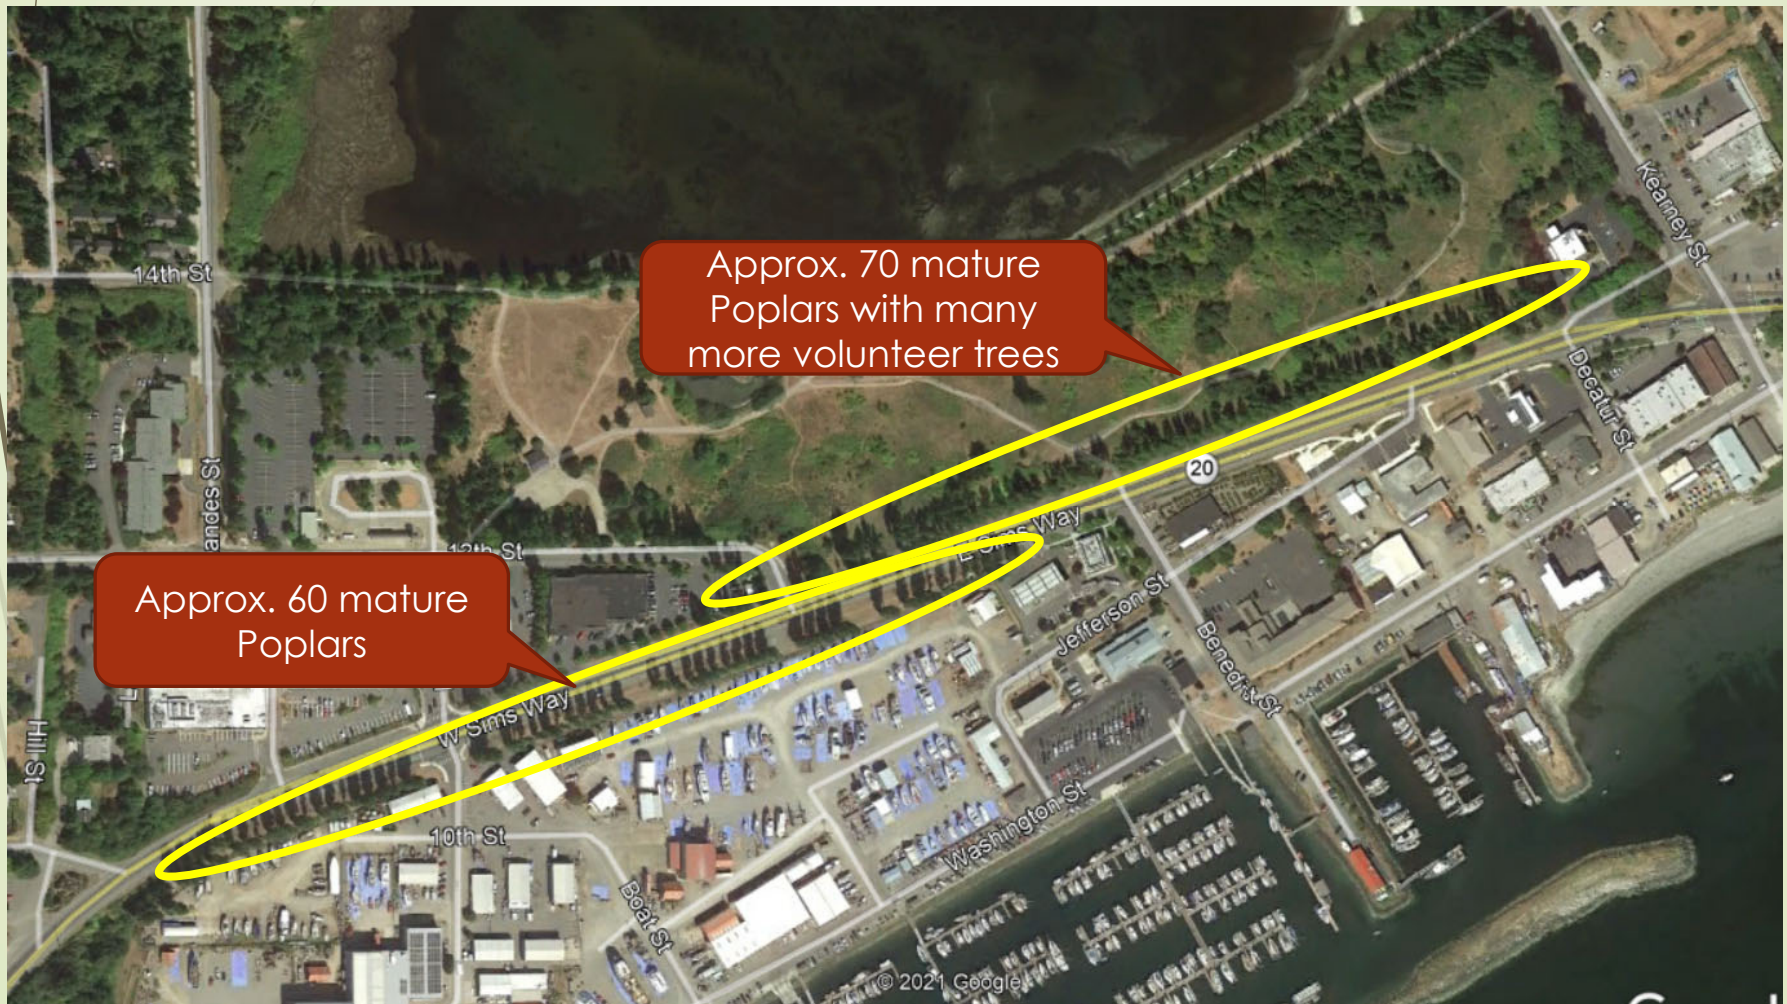 14th St
Approx. 70 mature
Poplars with many
more volunteer trees
Kearney St
Decatur St
20
andes St
12th St
E Sims Way
Approx. 60 mature
Poplars
Jefferson St
Benedict St
W Sims Way
Hill St
10th St
Washington St
Boat St
© 2021 Google